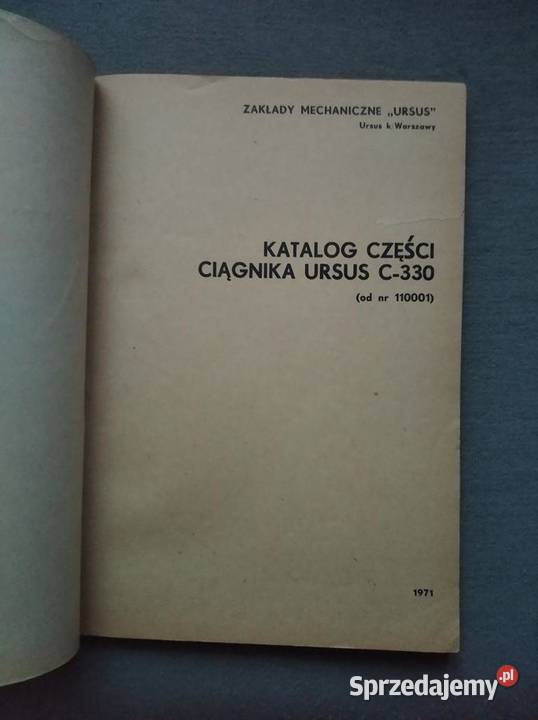 ZAKŁADY MECHANICZNE „URSUS"
Ursus k/Warszawy
KATALOG CZĘŚCI
CIĄGNIKA URSUS C-330
(od nr 110001)
1971
Sprzedajemy.pl